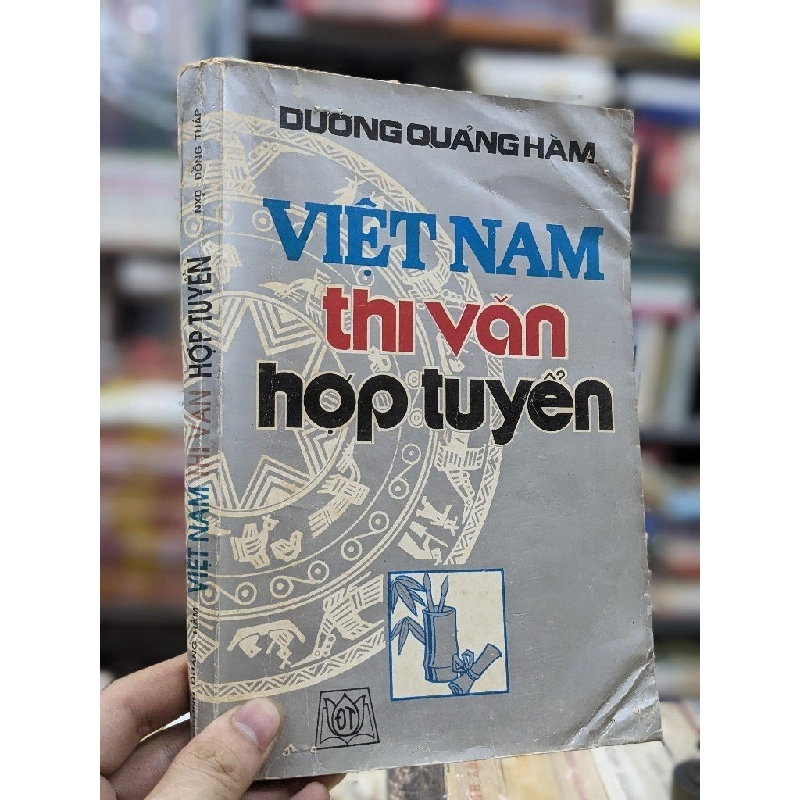 DƯƠNG QUẢNG HÀM
VIỆT NAM
thi văn
hợp tuyển
ĐT
QUẢNG HÀM VIỆT NAM THI VĂN HỢP TUYỂN NXB ĐỒNG THÁP